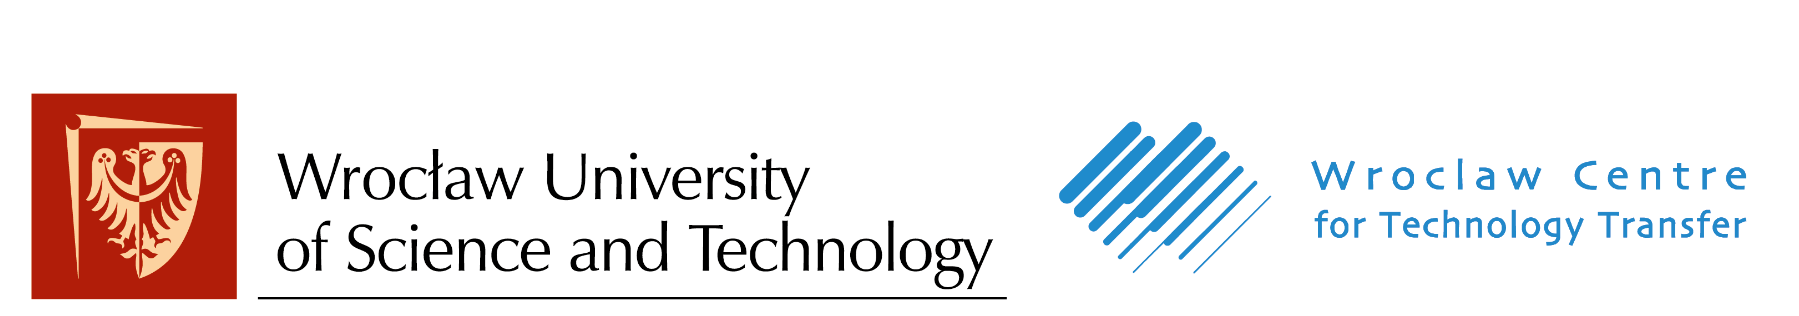 Wrocław University
of Science and Technology
Wroclaw Centre
for Technology Transfer